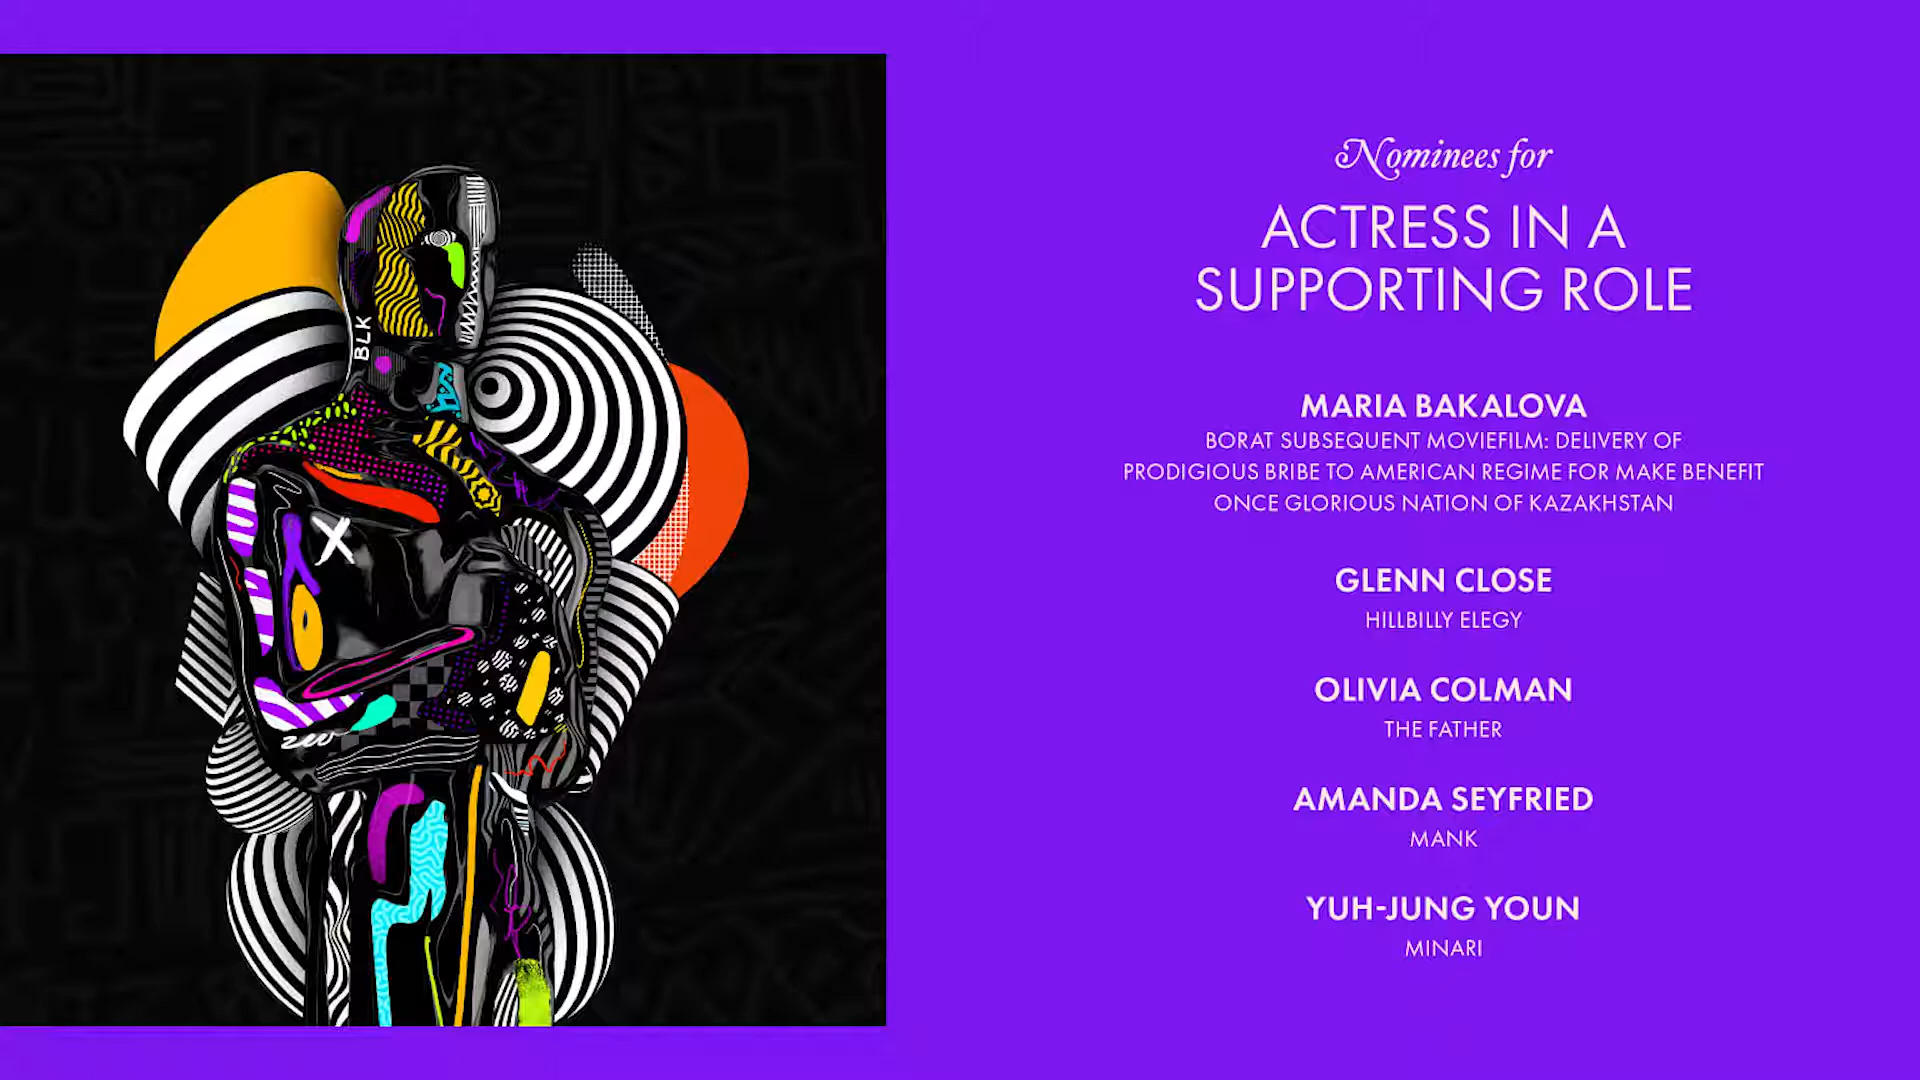 Nominees for
ACTRESS IN A
SUPPORTING ROLE
MARIA BAKALOVA
BORAT SUBSEQUENT MOVIEFILM: DELIVERY OF
PRODIGIOUS BRIBE TO AMERICAN REGIME FOR MAKE BENEFIT
ONCE GLORIOUS NATION OF KAZAKHSTAN
GLENN CLOSE
HILLBILLY ELEGY
OLIVIA COLMAN
THE FATHER
AMANDA SEYFRIED
MANK
YUH-JUNG YOUN
MINARI
BLK
X